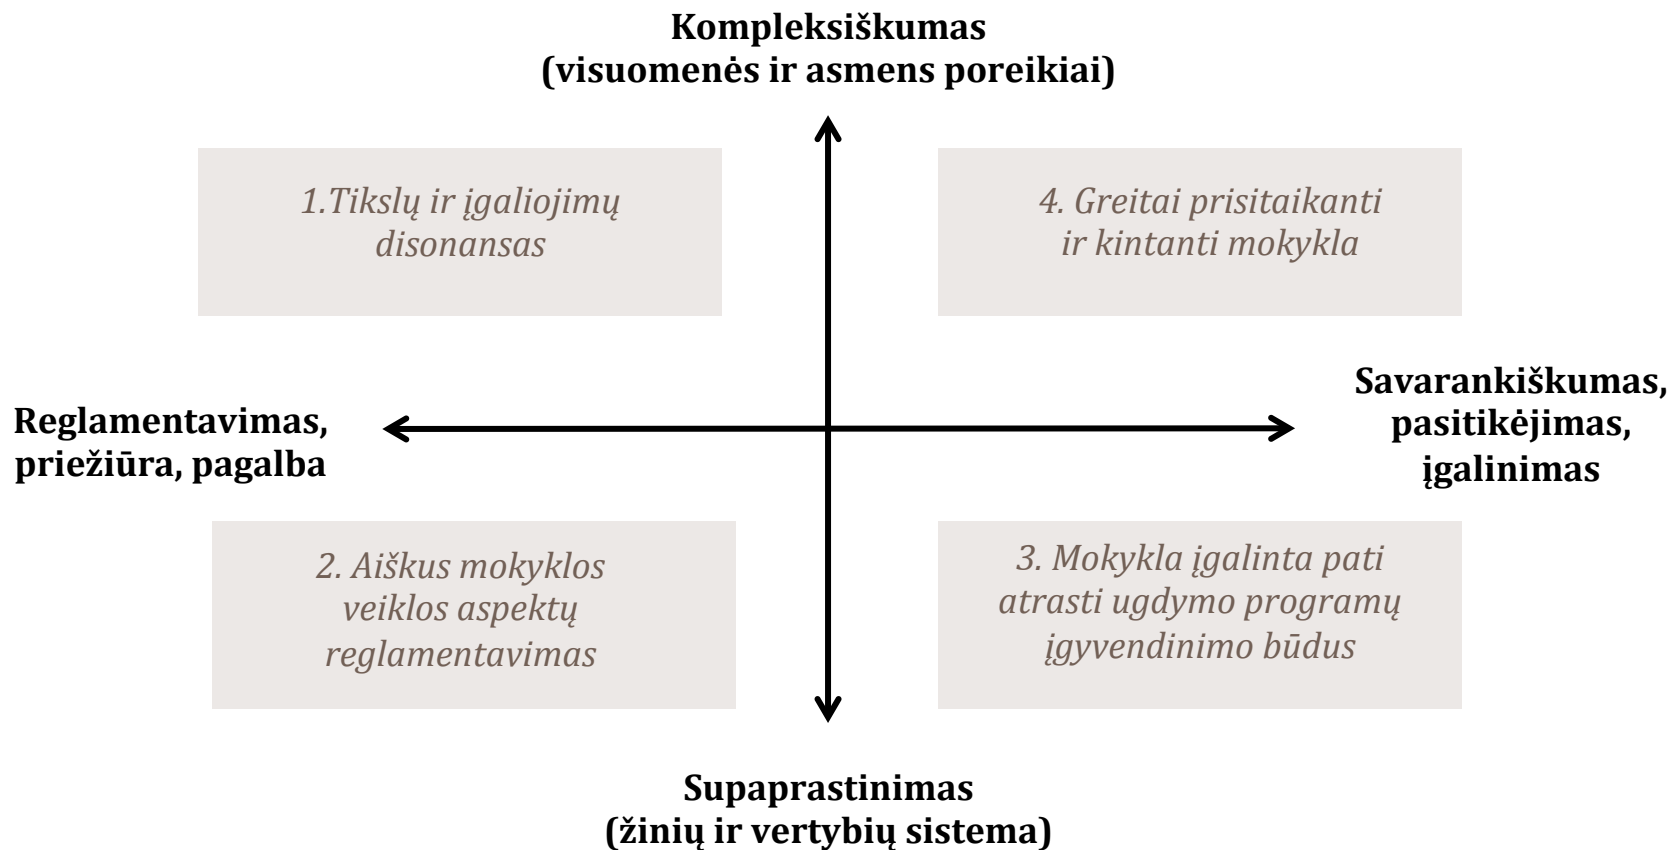 Kompleksiškumas
(visuomenės ir asmens poreikiai)
1.Tikslų ir įgaliojimų
disonansas
4. Greitai prisitaikanti
ir kintanti mokykla
Reglamentavimas,
priežiūra, pagalba
Savarankiškumas,
pasitikėjimas,
įgalinimas
2. Aiškus mokyklos
veiklos aspektų
reglamentavimas
3. Mokykla įgalinta pati
atrasti ugdymo programų
įgyvendinimo būdus
Supaprastinimas
(žinių ir vertybių sistema)